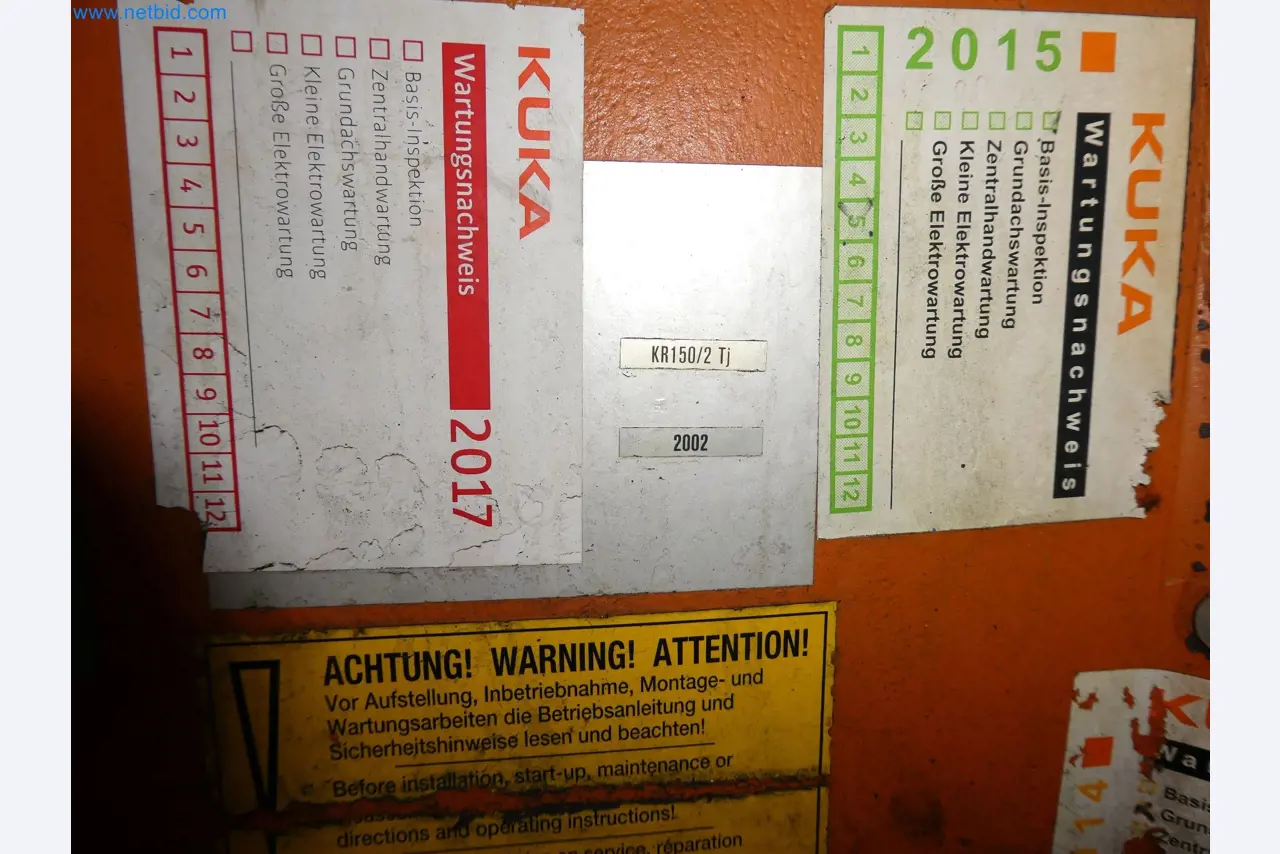 www.netbid.com
KUKA
Wartungsnachweis 2017
Basis-Inspektion
Zentralhandwartung
Grundachswartung
Kleine Elektrowartung
Große Elektrowartung
1 2 3 4 5 6 7 8 9 10 11 12
KR150/2 Tj
2002
KUKA
2015
Wartungsnachweis
Basis-Inspektion
Grundachswartung
Zentralhandwartung
Kleine Elektrowartung
Große Elektrowartung
1 2 3 4 5 6 7 8 9 10 11 12
ACHTUNG! WARNING! ATTENTION!
Vor Aufstellung, Inbetriebnahme, Montage- und
Wartungsarbeiten die Betriebsanleitung und
Sicherheitshinweise lesen und beachten!
Before installation, start-up, maintenance or
directions and operating instructions!
service, réparation